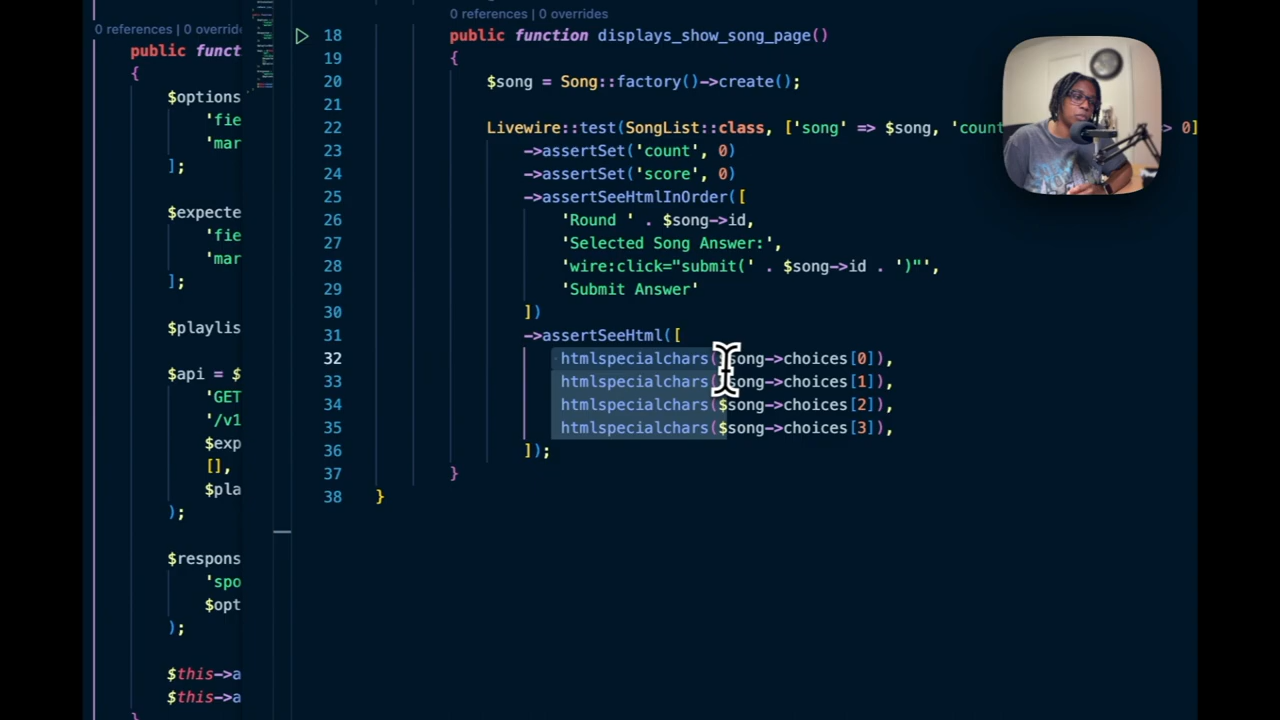 0 references | 0 overrid
public funct
{
$options
'fie
'mar
];
$expecte
'fie
'mar
];
$playlis
$api = $
'GET
'/v1
$exp
[],
$pla
);
$respons
'spo
$opt
);
$this->a
$this->a
}
0 references | 0 overrides
18 public function displays_show_song_page()
19 {
20 $song = Song::factory()->create();
21
22 Livewire::test(SongList::class, ['song' => $song, 'count > 0]
23 ->assertSet('count', 0)
24 ->assertSet('score', 0)
25 ->assertSeeHtmlInOrder([
26 'Round ' . $song->id,
27 'Selected Song Answer:',
28 'wire:click="submit(' . $song->id . ')"',
29 'Submit Answer'
30 ])
31 ->assertSeeHtml([
32 htmlspecialchars($song->choices[0]),
33 htmlspecialchars($song->choices[1]),
34 htmlspecialchars($song->choices[2]),
35 htmlspecialchars($song->choices[3]),
36 ]);
37 }
38 }